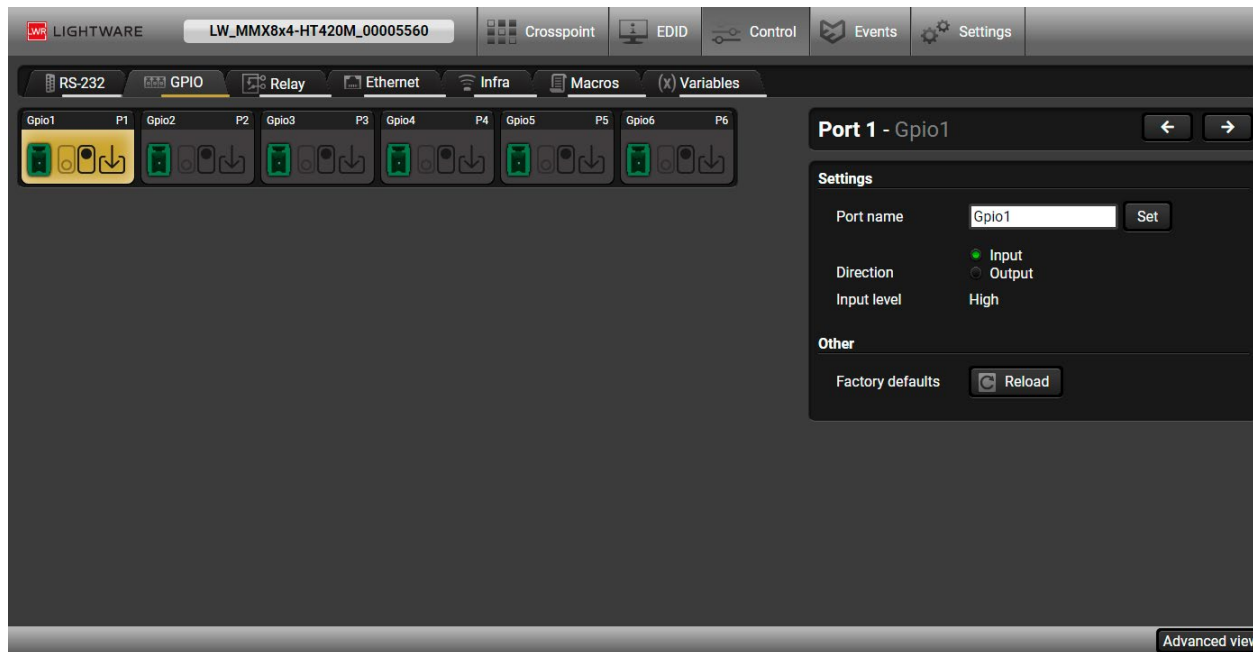 LWR LIGHTWARE LW_MMX8x4-HT420M_00005560 Crosspoint EDID Control Events Settings
RS-232 GPIO Relay Ethernet Infra Macros (x) Variables
Gpio1 P1 Gpio2 P2 Gpio3 P3 Gpio4 P4 Gpio5 P5 Gpio6 P6
Port 1 - Gpio1
Settings
Port name Gpio1 Set
Input
Direction Output
Input level High
Other
Factory defaults Reload
Advanced view